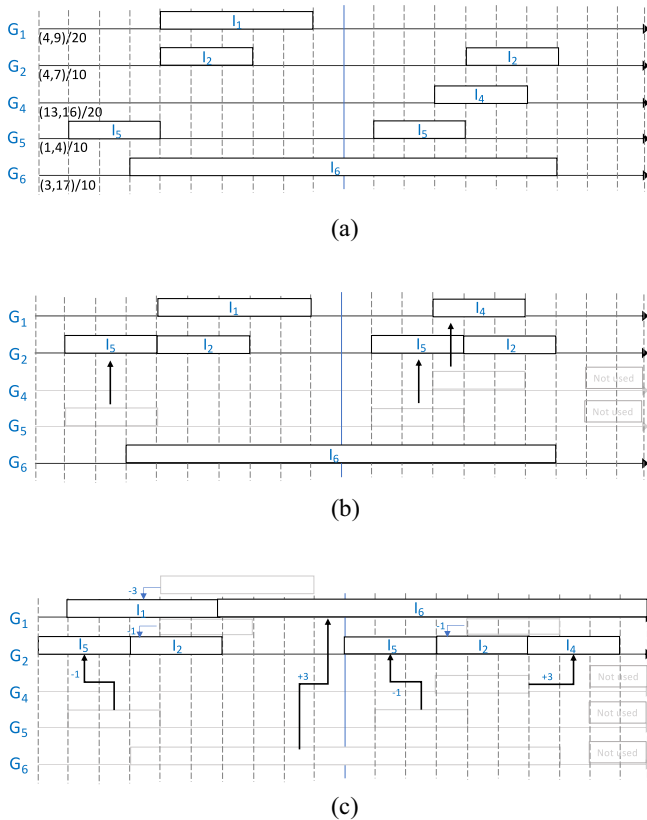 I1
G1
(4,9)/20
I2 I2
G2
(4,7)/10
I4
G4
(13,16)/20
I5 I5
G5
(1,4)/10
I6
G6
(3,17)/10
(a)
I1 I4
G1
I5 I2 I5 I2
G2
Not used
G4
Not used
G5
I6
G6
(b)
-3
I1 I6
G1
-1 -1
I5 I2 I5 I2 I4
G2
-1 +3 -1 +3 Not used
G4
Not used
G5
Not used
G6
(c)